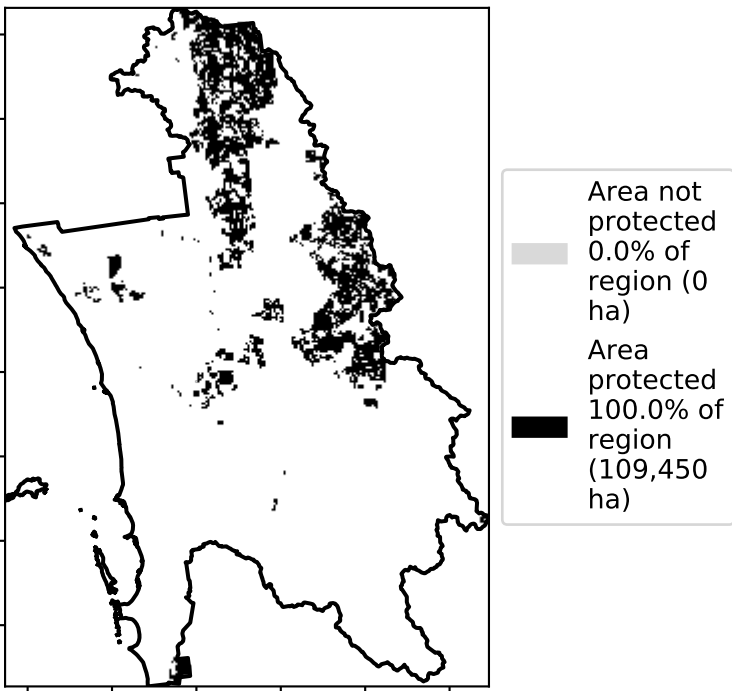 Area not
protected
0.0% of
region (0
ha)
Area
protected
100.0% of
region
(109,450
ha)